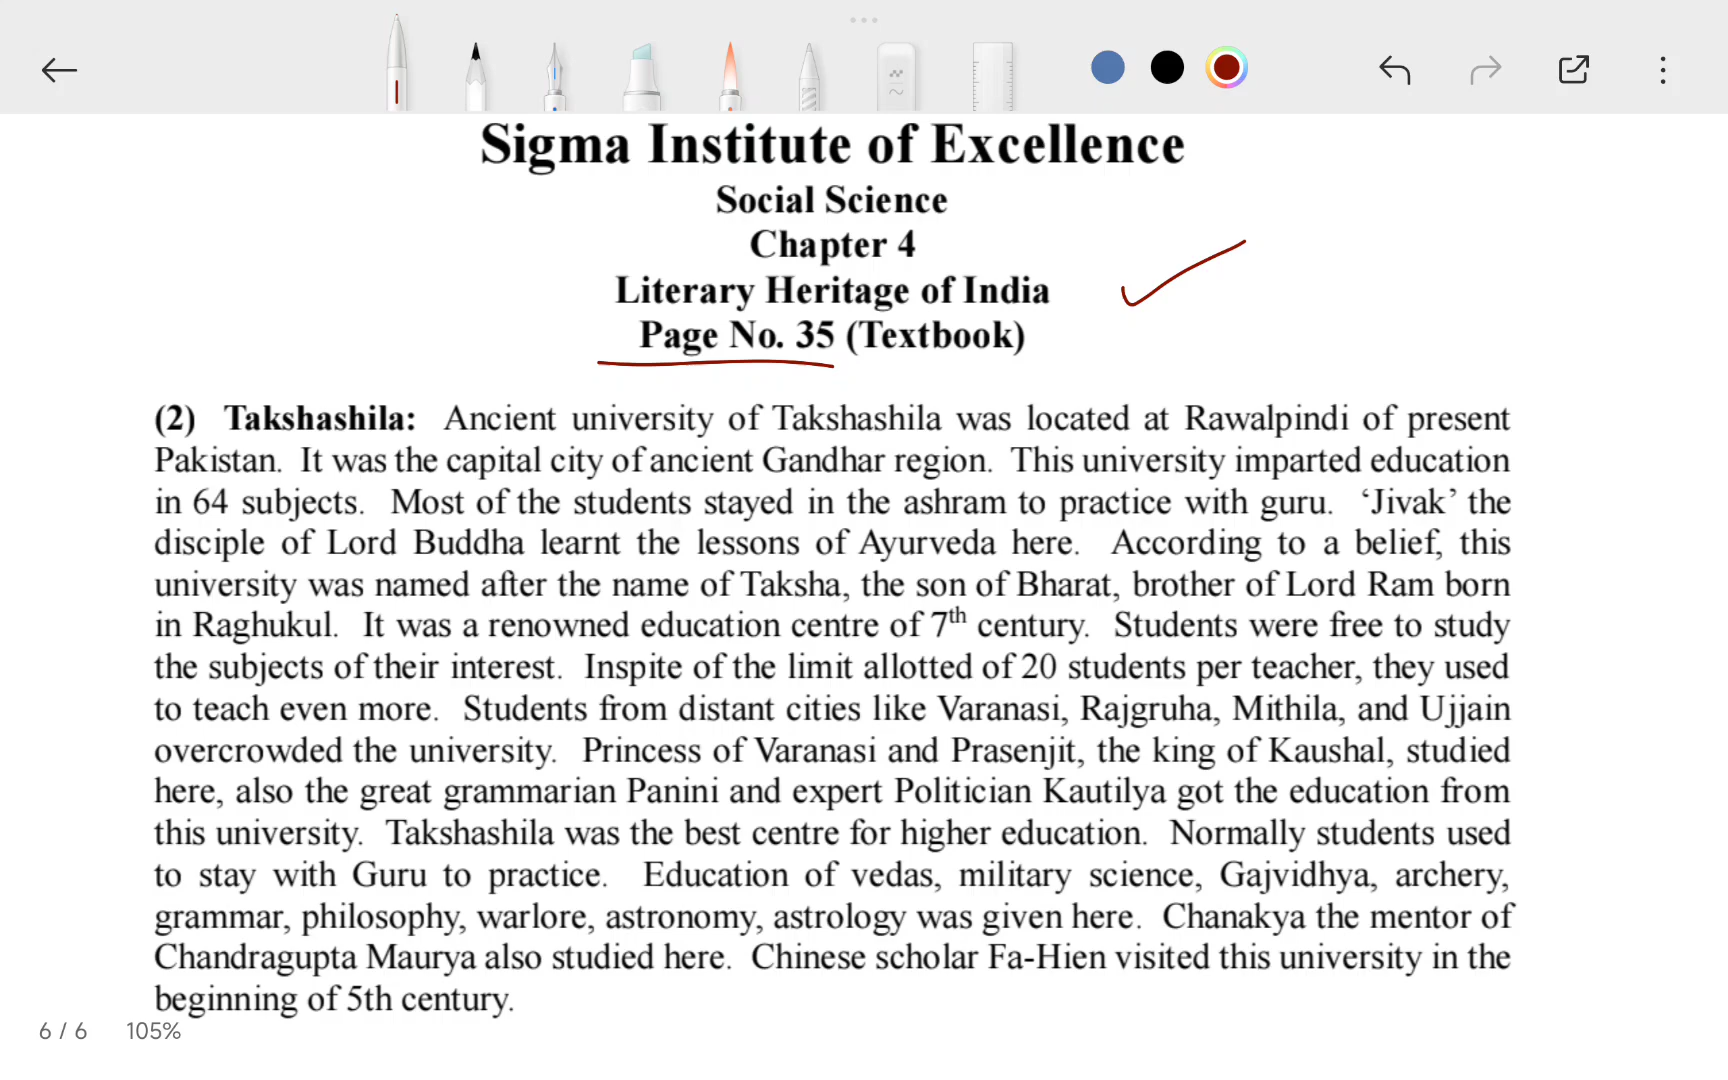 Sigma Institute of Excellence
Social Science
Chapter 4
Literary Heritage of India
Page No. 35 (Textbook)
(2) Takshashila: Ancient university of Takshashila was located at Rawalpindi of present
Pakistan. It was the capital city of ancient Gandhar region. This university imparted education
in 64 subjects. Most of the students stayed in the ashram to practice with guru. ‘Jivak’ the
disciple of Lord Buddha learnt the lessons of Ayurveda here. According to a belief, this
university was named after the name of Taksha, the son of Bharat, brother of Lord Ram born
in Raghukul. It was a renowned education centre of 7th century. Students were free to study
the subjects of their interest. Inspite of the limit allotted of 20 students per teacher, they used
to teach even more. Students from distant cities like Varanasi, Rajgruha, Mithila, and Ujjain
overcrowded the university. Princess of Varanasi and Prasenjit, the king of Kaushal, studied
here, also the great grammarian Panini and expert Politician Kautilya got the education from
this university. Takshashila was the best centre for higher education. Normally students used
to stay with Guru to practice. Education of vedas, military science, Gajvidhya, archery,
grammar, philosophy, warlore, astronomy, astrology was given here. Chanakya the mentor of
Chandragupta Maurya also studied here. Chinese scholar Fa-Hien visited this university in the
beginning of 5th century.
6 / 6 105%